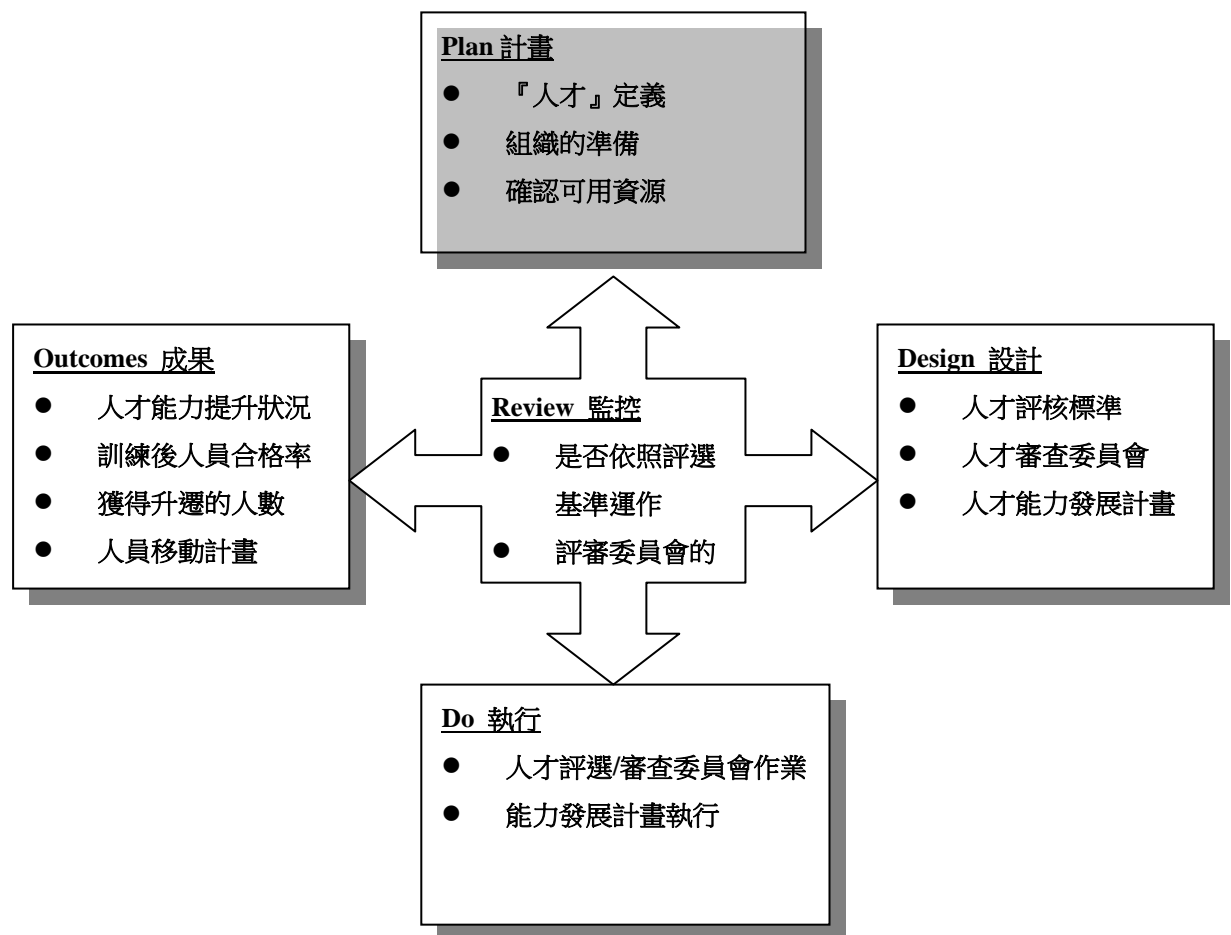 Plan 計畫
● 『人才』定義
● 組織的準備
● 確認可用資源
Outcomes 成果
● 人才能力提升狀況
● 訓練後人員合格率
● 獲得升遷的人數
● 人員移動計畫
Review 監控
● 是否依照評選
基準運作
● 評審委員會的
Design 設計
● 人才評核標準
● 人才審查委員會
● 人才能力發展計畫
Do 執行
● 人才評選/審查委員會作業
● 能力發展計畫執行